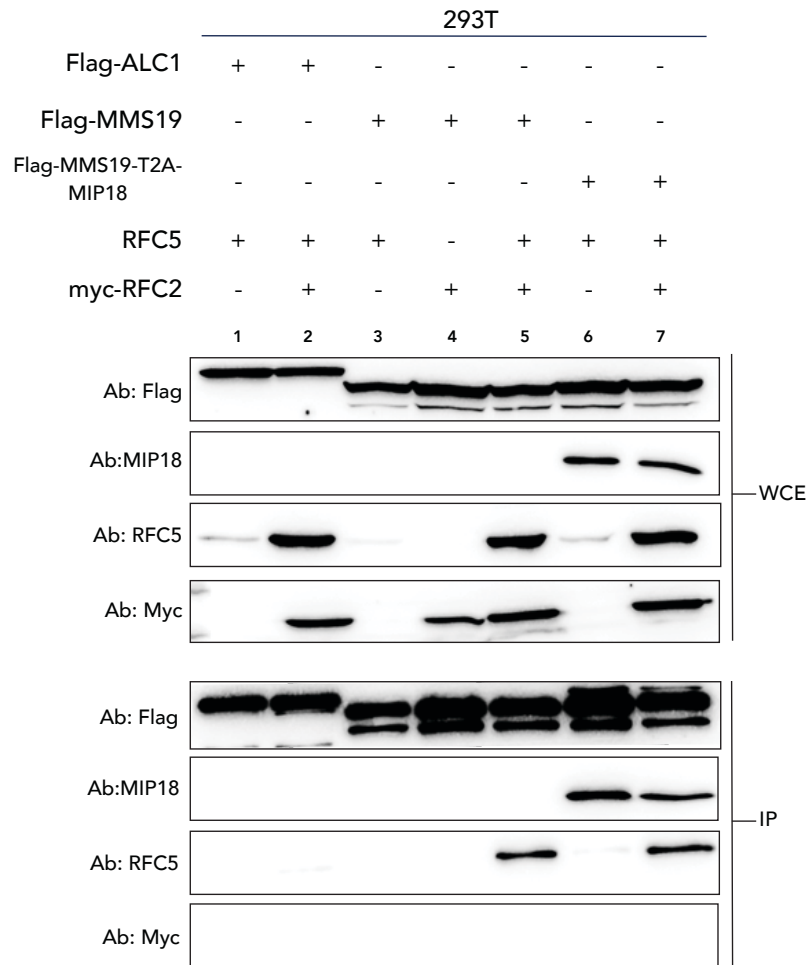 293T
Flag-ALC1 + + - - - - -
Flag-MMS19 - - + + + - -
Flag-MMS19-T2A-
MIP18 - - - - - + +
RFC5 + + + - + + +
myc-RFC2 - + - + + - +
1 2 3 4 5 6 7
Ab: Flag
Ab:MIP18
WCE
Ab: RFC5
Ab: Myc
Ab: Flag
Ab:MIP18
IP
Ab: RFC5
Ab: Myc